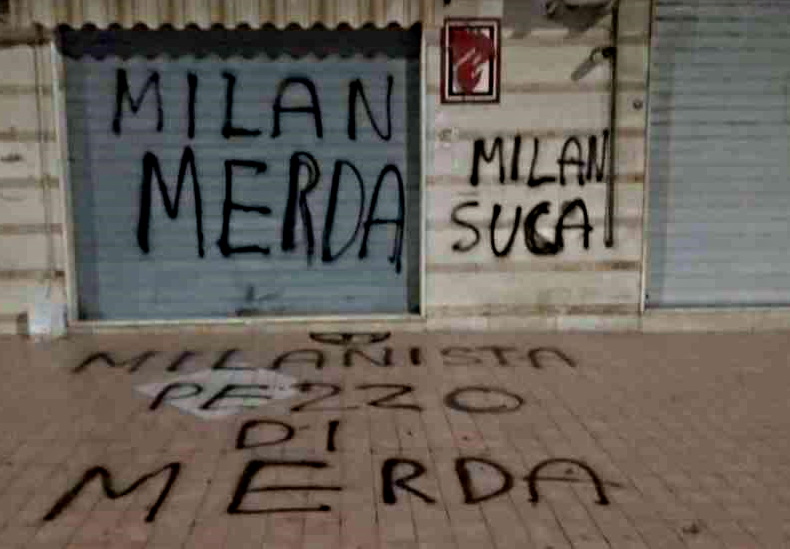 MILAN
MERDA
MILAN
SUCA
MILANISTA
PEZZO
DI
MERDA